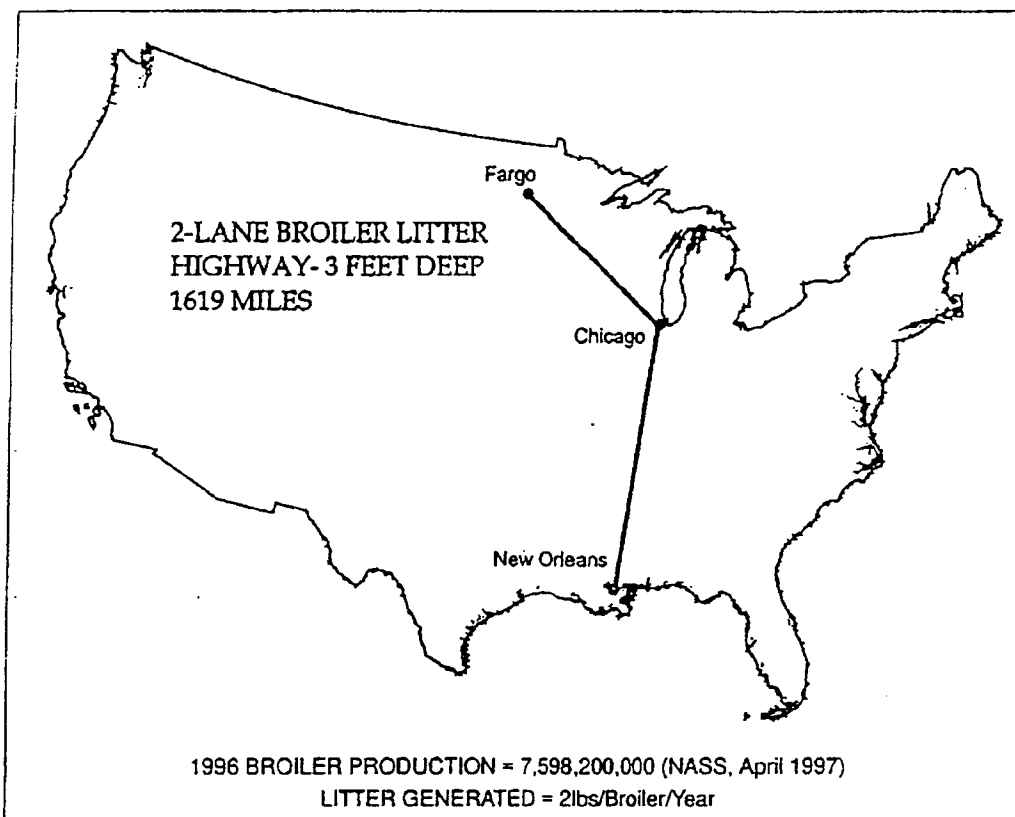 Fargo
2-LANE BROILER LITTER
HIGHWAY- 3 FEET DEEP
1619 MILES
Chicago
New Orleans
1996 BROILER PRODUCTION = 7,598,200,000 (NASS, April 1997)
LITTER GENERATED = 2lbs/Broiler/Year